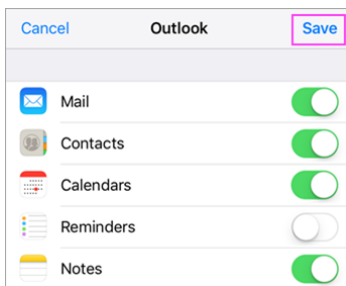 Cancel Outlook Save
Mail
Contacts
Calendars
Reminders
Notes